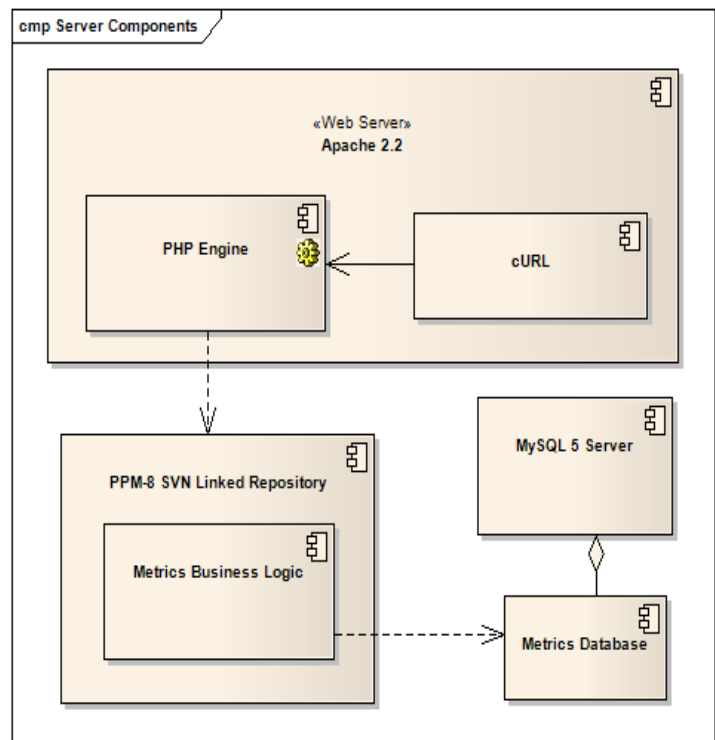 cmp Server Components
«Web Server»
Apache 2.2
PHP Engine
cURL
PPM-8 SVN Linked Repository
Metrics Business Logic
MySQL 5 Server
Metrics Database